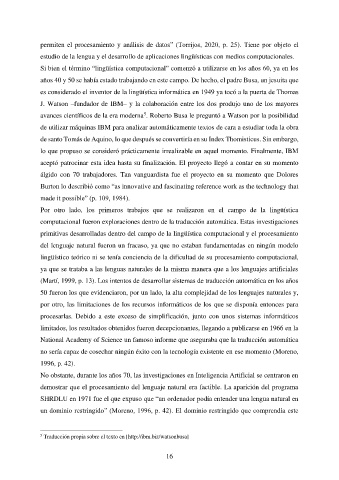 permiten el procesamiento y análisis de datos” (Torrijos, 2020, p. 25). Tiene por objeto el
estudio de la lengua y el desarrollo de aplicaciones lingüísticas con medios computacionales.
Si bien el término “lingüística computacional” comenzó a utilizarse en los años 60, ya en los
años 40 y 50 se había estado trabajando en este campo. De hecho, el padre Busa, un jesuita que
es considerado el inventor de la lingüística informática en 1949 ya tocó a la puerta de Thomas
J. Watson –fundador de IBM– y la colaboración entre los dos produjo uno de los mayores
avances científicos de la era moderna⁵. Roberto Busa le preguntó a Watson por la posibilidad
de utilizar máquinas IBM para analizar automáticamente textos de cara a estudiar toda la obra
de santo Tomás de Aquino, lo que después se convertiría en su Index Thomisticus. Sin embargo,
lo que propuso se consideró prácticamente irrealizable en aquel momento. Finalmente, IBM
aceptó patrocinar esta idea hasta su finalización. El proyecto llegó a contar en su momento
álgido con 70 trabajadores. Tan vanguardista fue el proyecto en su momento que Dolores
Burton lo describió como “as innovative and fascinating reference work as the technology that
made it possible” (p. 109, 1984).
Por otro lado, los primeros trabajos que se realizaron en el campo de la lingüística
computacional fueron exploraciones dentro de la traducción automática. Estas investigaciones
primitivas desarrolladas dentro del campo de la lingüística computacional y el procesamiento
del lenguaje natural fueron un fracaso, ya que no estaban fundamentadas en ningún modelo
lingüístico teórico ni se tenía conciencia de la dificultad de su procesamiento computacional,
ya que se trataba a las lenguas naturales de la misma manera que a los lenguajes artificiales
(Martí, 1999, p. 13). Los intentos de desarrollar sistemas de traducción automática en los años
50 fueron los que evidenciaron, por un lado, la alta complejidad de los lenguajes naturales y,
por otro, las limitaciones de los recursos informáticos de los que se disponía entonces para
procesarlas. Debido a este exceso de simplificación, junto con unos sistemas informáticos
limitados, los resultados obtenidos fueron decepcionantes, llegando a publicarse en 1966 en la
National Academy of Science un famoso informe que aseguraba que la traducción automática
no sería capaz de cosechar ningún éxito con la tecnología existente en ese momento (Moreno,
1996, p. 42).
No obstante, durante los años 70, las investigaciones en Inteligencia Artificial se centraron en
demostrar que el procesamiento del lenguaje natural era factible. La aparición del programa
SHRDLU en 1971 fue el que expuso que “un ordenador podía entender una lengua natural en
un dominio restringido” (Moreno, 1996, p. 42). El dominio restringido que comprendía este
⁵ Traducción propia sobre el texto en [http://ibm.biz/watsonbusa]
16